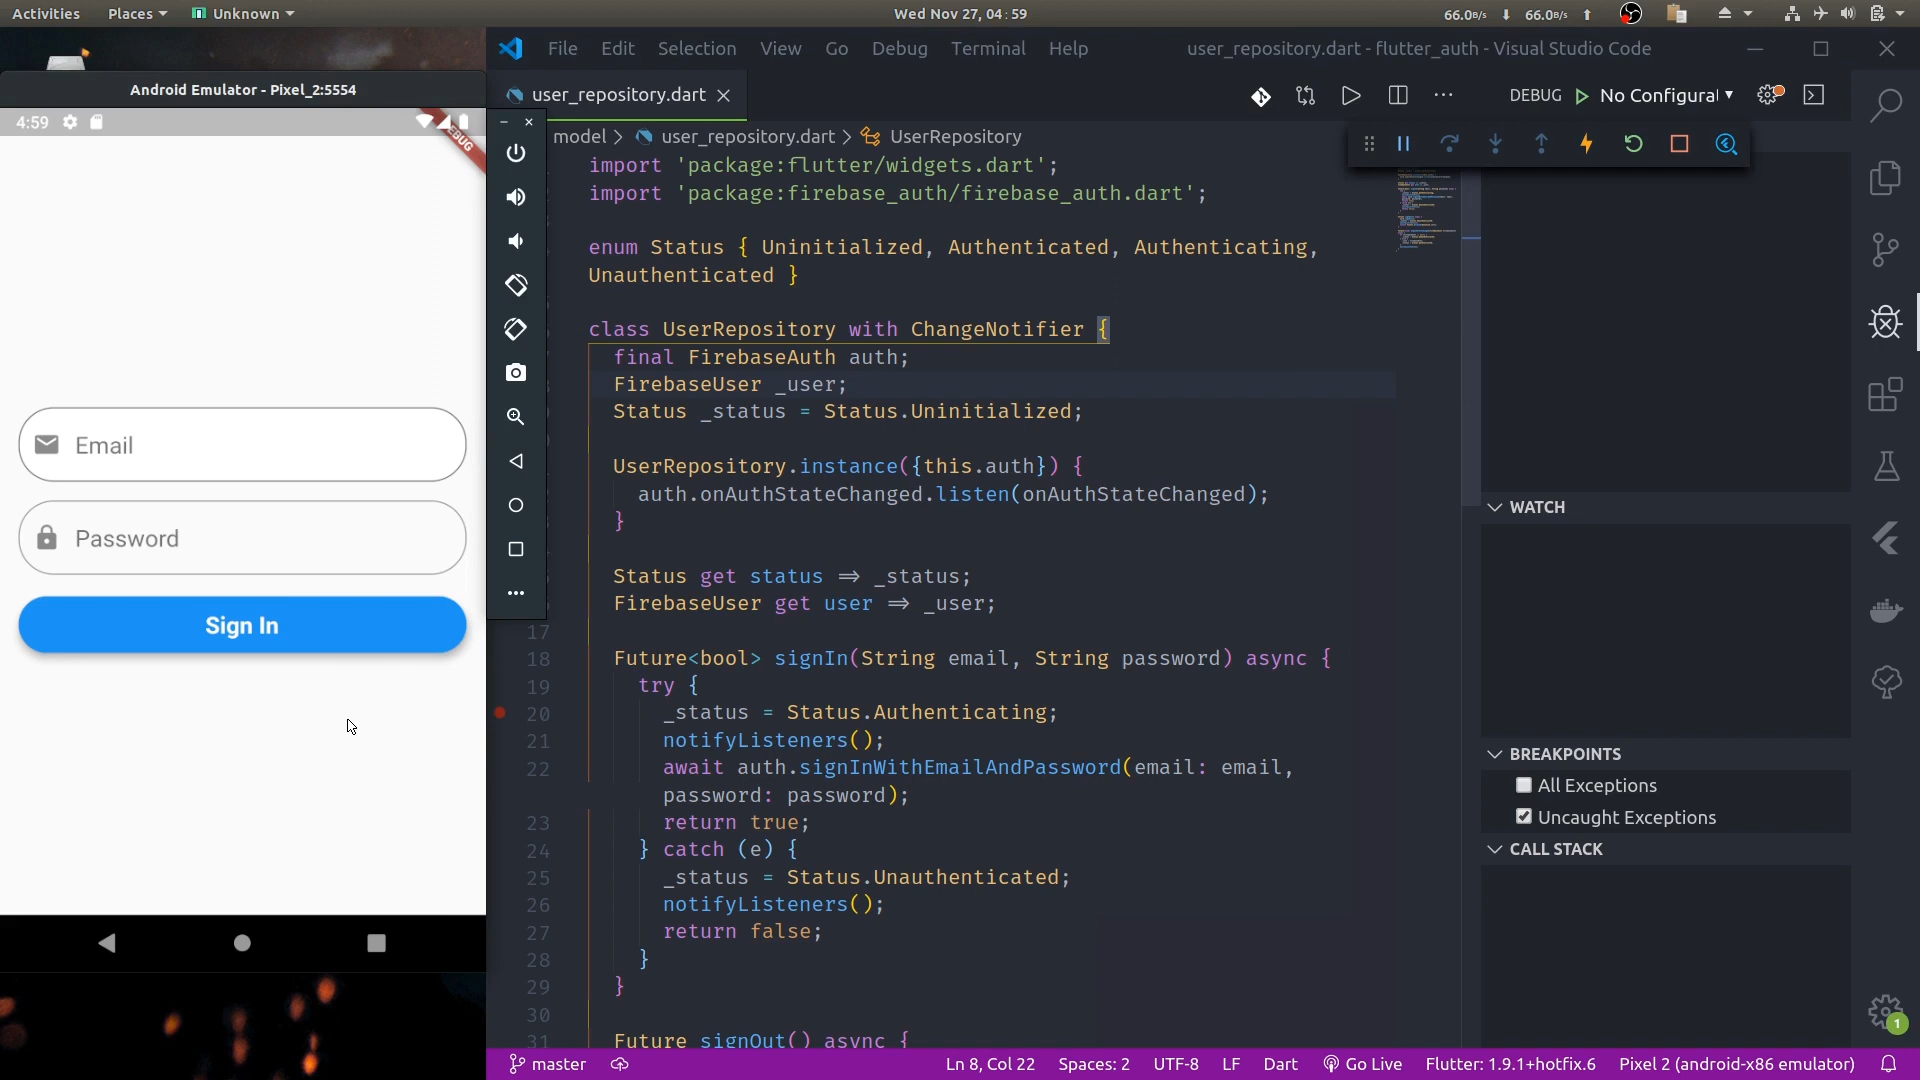 Activities Places Unknown Wed Nov 27, 04:59 66.0B/s 66.0B/s
File Edit Selection View Go Debug Terminal Help user_repository.dart - flutter_auth - Visual Studio Code
Android Emulator - Pixel_2:5554
user_repository.dart DEBUG No Configurat
4:59
model > user_repository.dart > UserRepository
import 'package:flutter/widgets.dart';
import 'package:firebase_auth/firebase_auth.dart';
enum Status { Uninitialized, Authenticated, Authenticating,
Unauthenticated }
class UserRepository with ChangeNotifier {
final FirebaseAuth auth;
FirebaseUser _user;
Status _status = Status.Uninitialized;
UserRepository.instance({this.auth}) {
auth.onAuthStateChanged.listen(onAuthStateChanged);
}
Status get status => _status;
FirebaseUser get user => _user;
17
18 Future<bool> signIn(String email, String password) async {
19 try {
20 _status = Status.Authenticating;
21 notifyListeners();
22 await auth.signInWithEmailAndPassword(email: email,
password: password);
23 return true;
24 } catch (e) {
25 _status = Status.Unauthenticated;
26 notifyListeners();
27 return false;
28 }
29 }
30
31 Future signOut() async {
Email
Password
Sign In
WATCH
BREAKPOINTS
All Exceptions
Uncaught Exceptions
CALL STACK
1
master Ln 8, Col 22 Spaces: 2 UTF-8 LF Dart Go Live Flutter: 1.9.1+hotfix.6 Pixel 2 (android-x86 emulator)